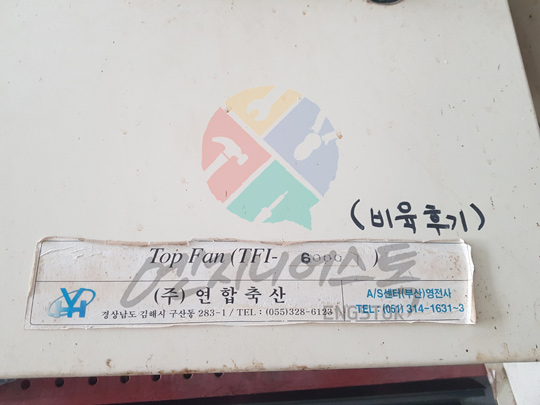 (비육후기)
Top Fan (TFI- 6000 )
엔지니어스토
(주) 연합축산
A/S센터(부산)영전사
경상남도 김해시 구산동 283-1 / TEL : (055)328-6123
TEL : (051) 314-1631~3
ENGSTOR